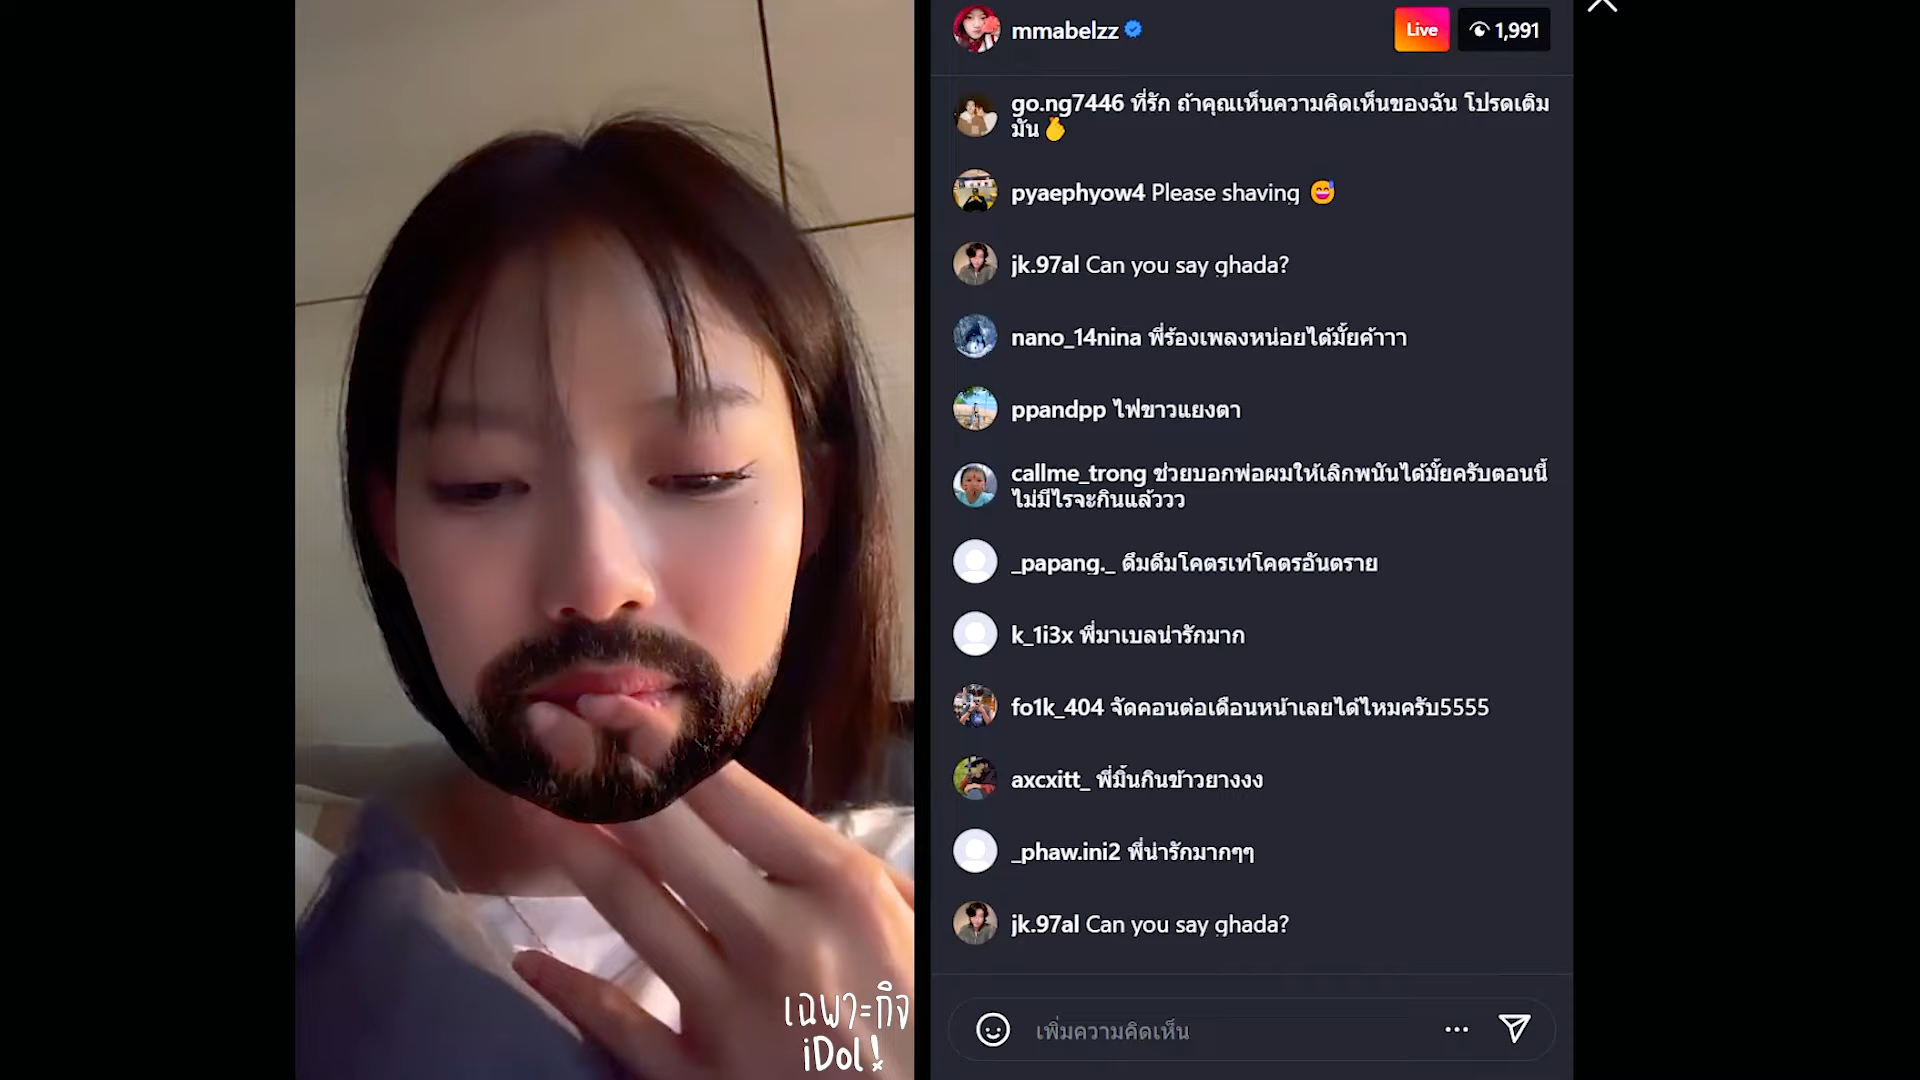 mmabelzz
Live
1,991
go.ng7446 ที่รัก ถ้าคุณเห็นความคิดเห็นของฉัน โปรดเติม
มัน🫰
pyaephyow4 Please shaving 😅
jk.97al Can you say ghada?
nano_14nina พี่ร้องเพลงหน่อยได้มั้ยค้าาา
ppandpp ไฟขาวแยงตา
callme_trong ช่วยบอกพ่อผมให้เลิกพนันได้มั้ยครับตอนนี้
ไม่มีไรจะกินแล้ววว
_papang._ ดึมดึมโคตรเท่โคตรอันตราย
k_1i3x พี่มาเบลน่ารักมาก
fo1k_404 จัดคอนต่อเดือนหน้าเลยได้ไหมครับ5555
axcxitt_ พี่มิ้นกินข้าวยางงง
_phaw.ini2 พี่น่ารักมากๆๆ
jk.97al Can you say ghada?
เพิ่มความคิดเห็น
เฉพาะกิจ
iDol!